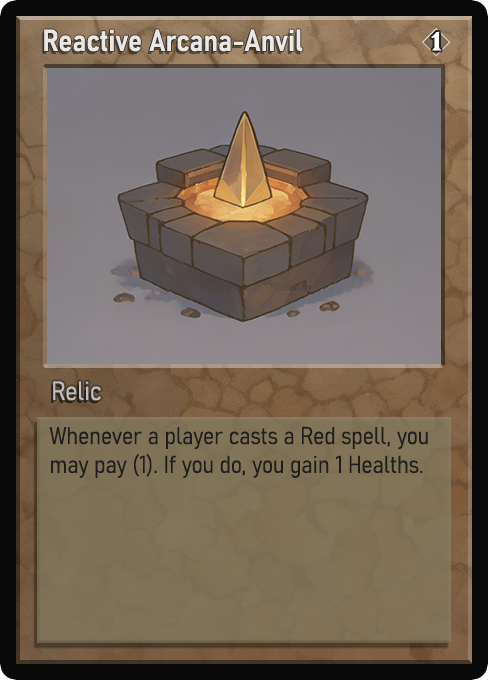 Reactive Arcana-Anvil
1
Relic
Whenever a player casts a Red spell, you
may pay (1). If you do, you gain 1 Healths.